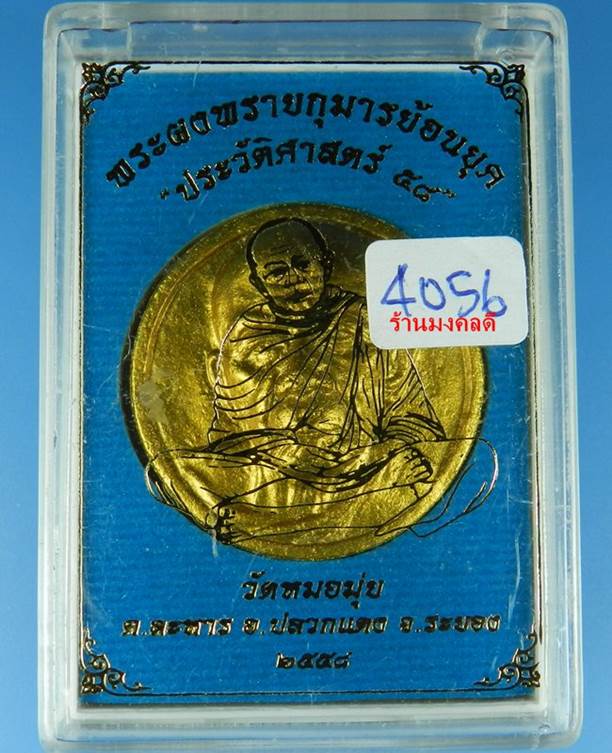 พระผงพรายกุมารย้อนยุค
"ประวัติศาสตร์ ๕๘"
4056
ร้านมงคลดี
วัดหมอมุ่ย
ต.ละหาร อ.ปลวกแดง จ.ระยอง
๒๕๕๘